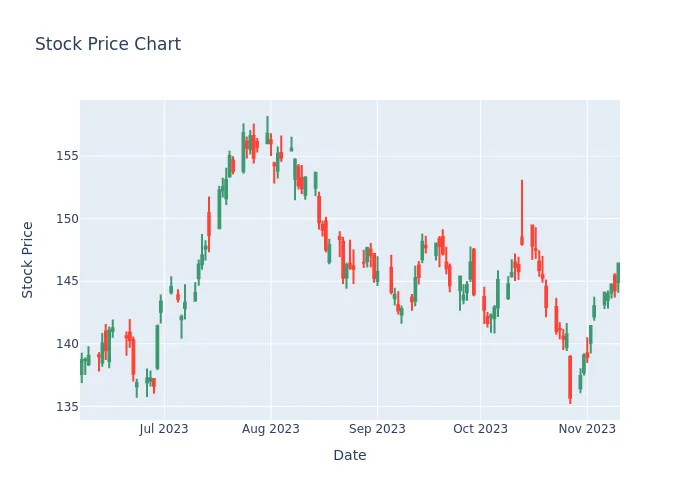 Stock Price Chart
Stock Price
155
150
145
140
135
Jul 2023
Aug 2023
Sep 2023
Oct 2023
Nov 2023
Date